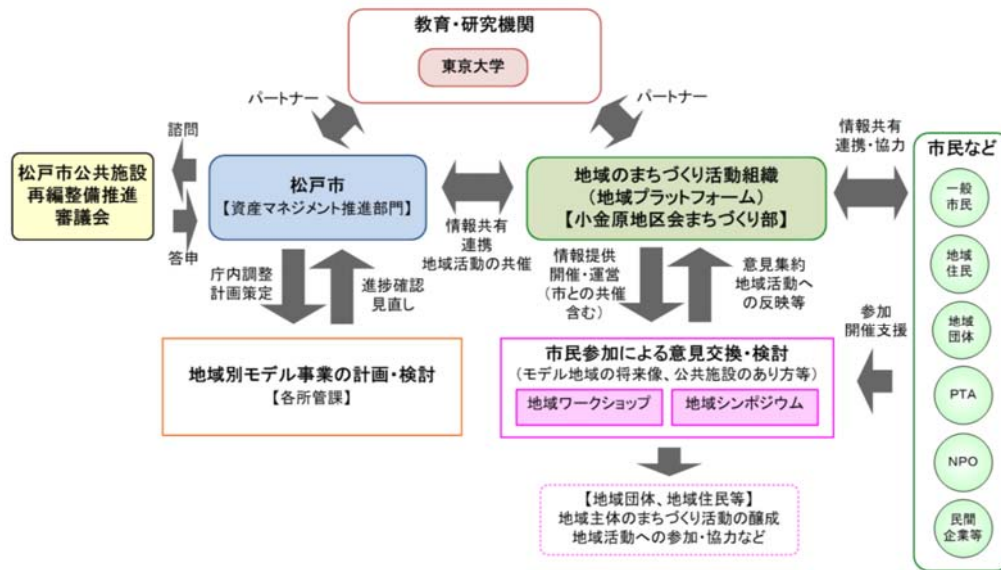 教育・研究機関
東京大学
パートナー
パートナー
諮問
松戸市公共施設
再編整備推進
審議会
答申
松戸市
【資産マネジメント推進部門】
情報共有
連携
地域活動の共催
地域のまちづくり活動組織
（地域プラットフォーム）
【小金原地区会まちづくり部】
情報共有
連携・協力
市民など
一般
市民
地域
住民
地域
団体
PTA
NPO
民間
企業等
庁内調整
計画策定
進捗確認
見直し
情報提供
開催・運営
（市との共催
含む）
意見集約
地域活動へ
の反映等
参加
開催支援
地域別モデル事業の計画・検討
【各所管課】
市民参加による意見交換・検討
（モデル地域の将来像、公共施設のあり方等）
地域ワークショップ
地域シンポジウム
【地域団体、地域住民等】
地域主体のまちづくり活動の醸成
地域活動への参加・協力など